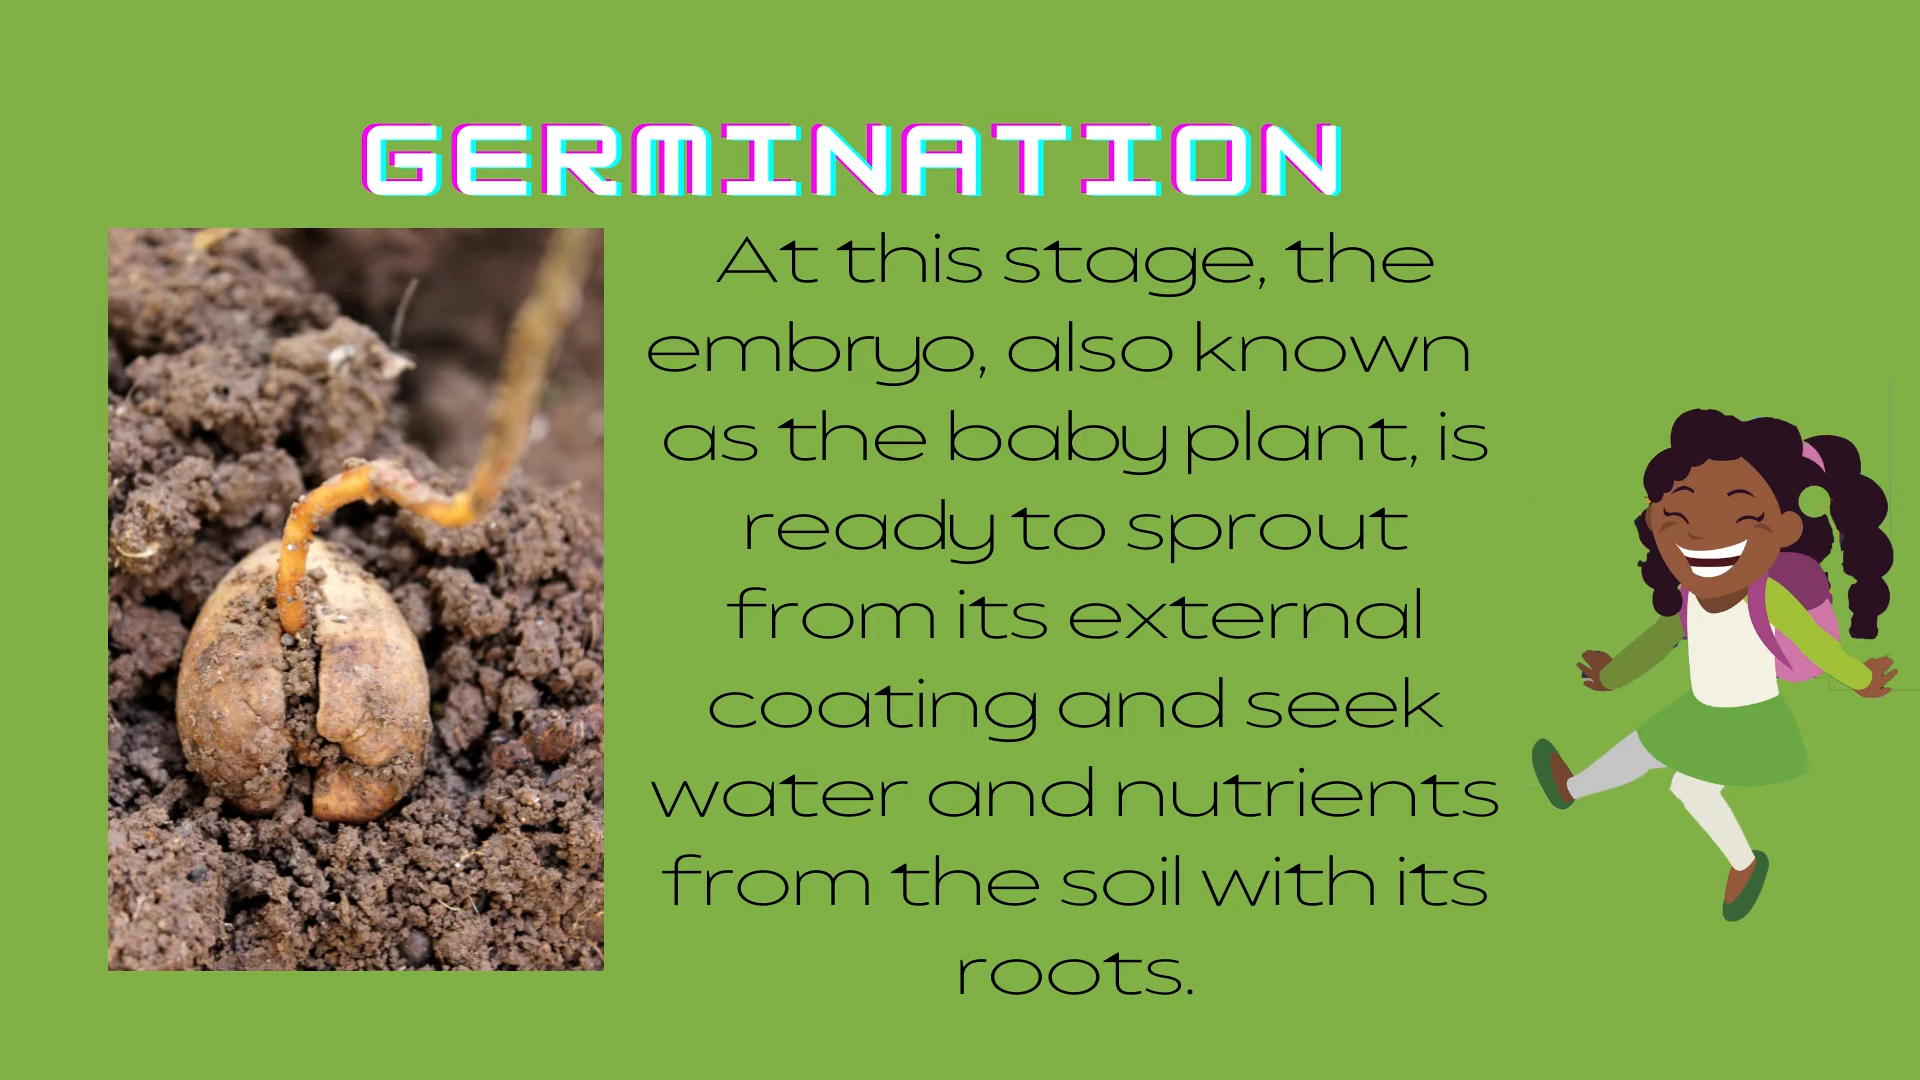 GERMINATION
At this stage, the
embryo, also known
as the baby plant, is
ready to sprout
from its external
coating and seek
water and nutrients
from the soil with its
roots.